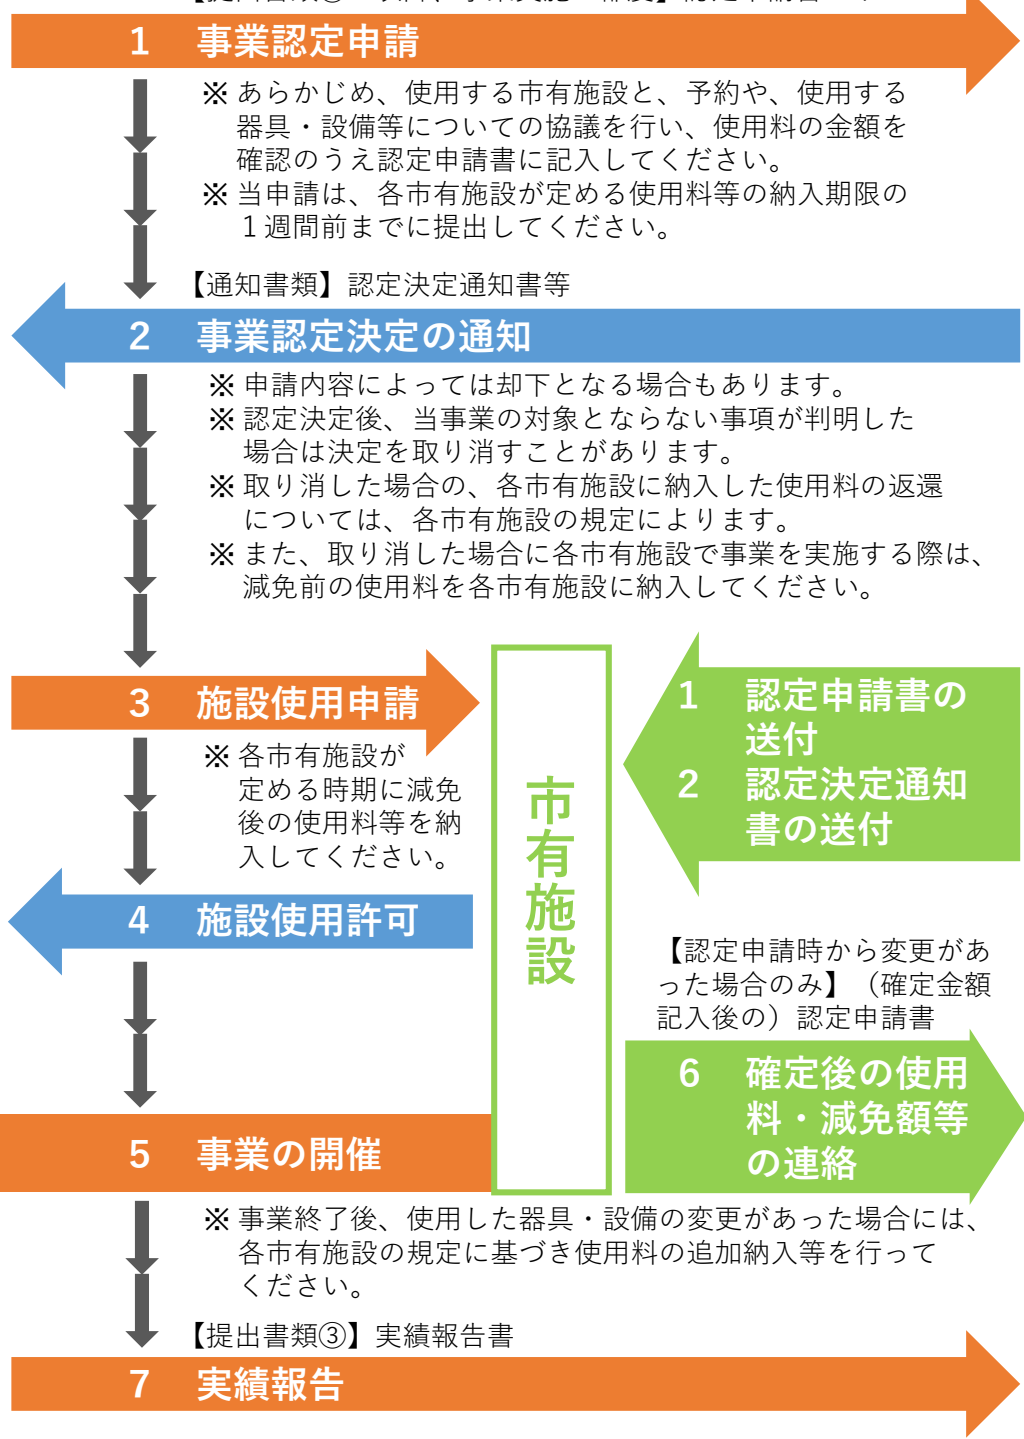 1 事業認定申請
※ あらかじめ、使用する市有施設と、予約や、使用する
器具・設備等についての協議を行い、使用料の金額を
確認のうえ認定申請書に記入してください。
※ 当申請は、各市有施設が定める使用料等の納入期限の
１週間前までに提出してください。
【通知書類】認定決定通知書等
2 事業認定決定の通知
※ 申請内容によっては却下となる場合もあります。
※ 認定決定後、当事業の対象とならない事項が判明した
場合は決定を取り消すことがあります。
※ 取り消した場合の、各市有施設に納入した使用料の返還
については、各市有施設の規定によります。
※ また、取り消した場合に各市有施設で事業を実施する際は、
減免前の使用料を各市有施設に納入してください。
3 施設使用申請
※ 各市有施設が
定める時期に減免
後の使用料等を納
入してください。
4 施設使用許可
市有施設
1 認定申請書の
送付
2 認定決定通知
書の送付
【認定申請時から変更があ
った場合のみ】（確定金額
記入後の）認定申請書
6 確定後の使用
料・減免額等
の連絡
5 事業の開催
※ 事業終了後、使用した器具・設備の変更があった場合には、
各市有施設の規定に基づき使用料の追加納入等を行って
ください。
【提出書類③】実績報告書
7 実績報告